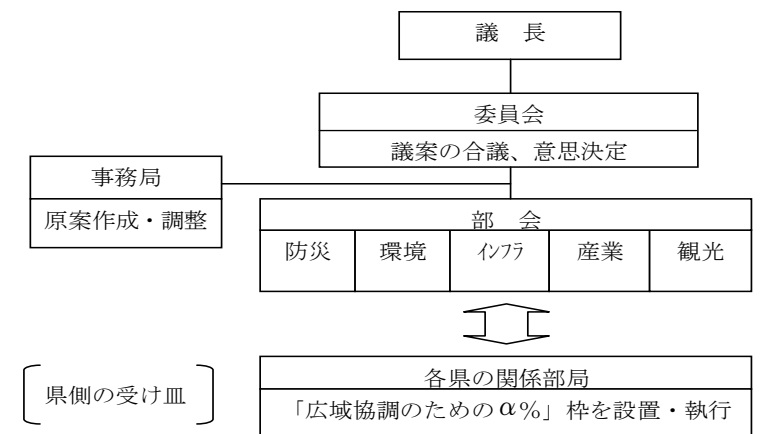 議 長
委員会
議案の合議、意思決定
事務局
原案作成・調整
部 会
防災 環境 インフラ 産業 観光
各県の関係部局
県側の受け皿
「広域協調のためのα%」枠を設置・執行